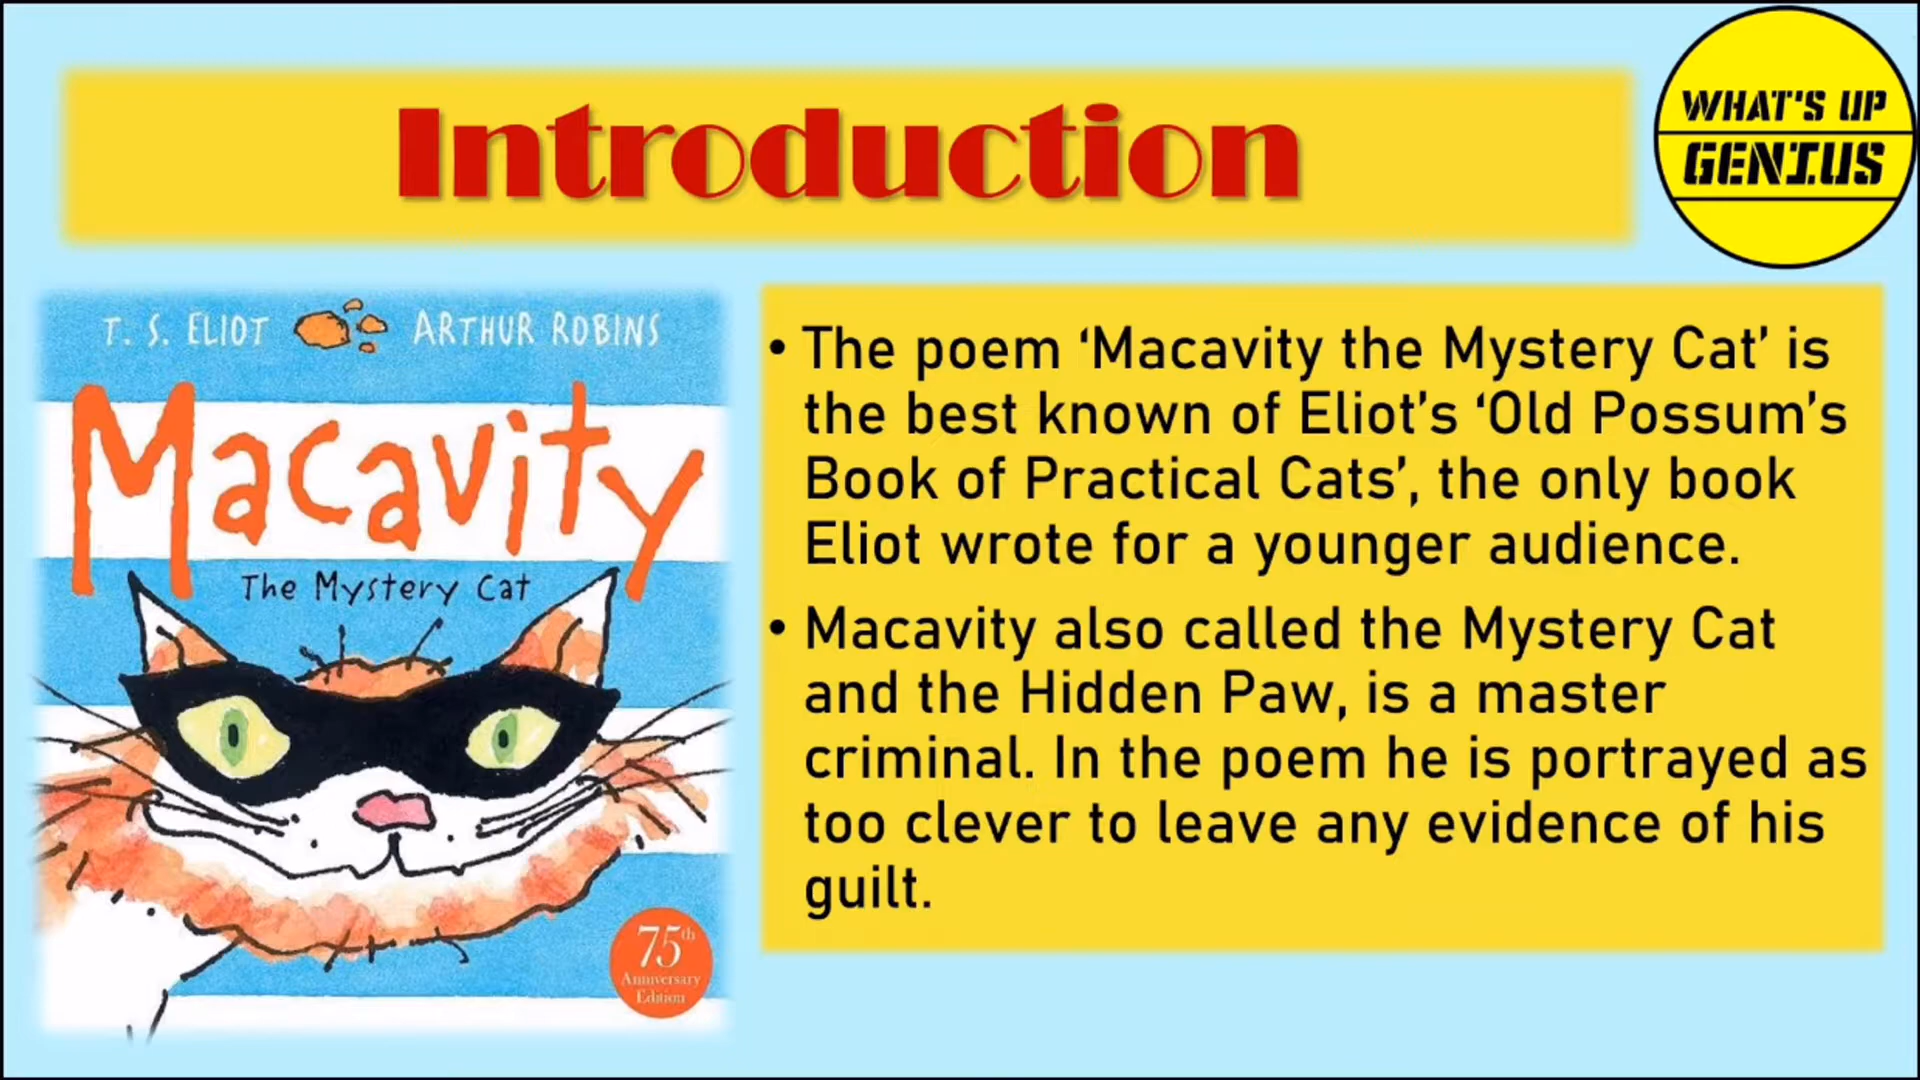 Introduction
WHAT'S UP
GENIUS
T. S. ELIOT ARTHUR ROBINS
Macavity
The Mystery Cat
75th
Anniversary
Edition
• The poem ‘Macavity the Mystery Cat’ is
the best known of Eliot’s ‘Old Possum’s
Book of Practical Cats’, the only book
Eliot wrote for a younger audience.
• Macavity also called the Mystery Cat
and the Hidden Paw, is a master
criminal. In the poem he is portrayed as
too clever to leave any evidence of his
guilt.